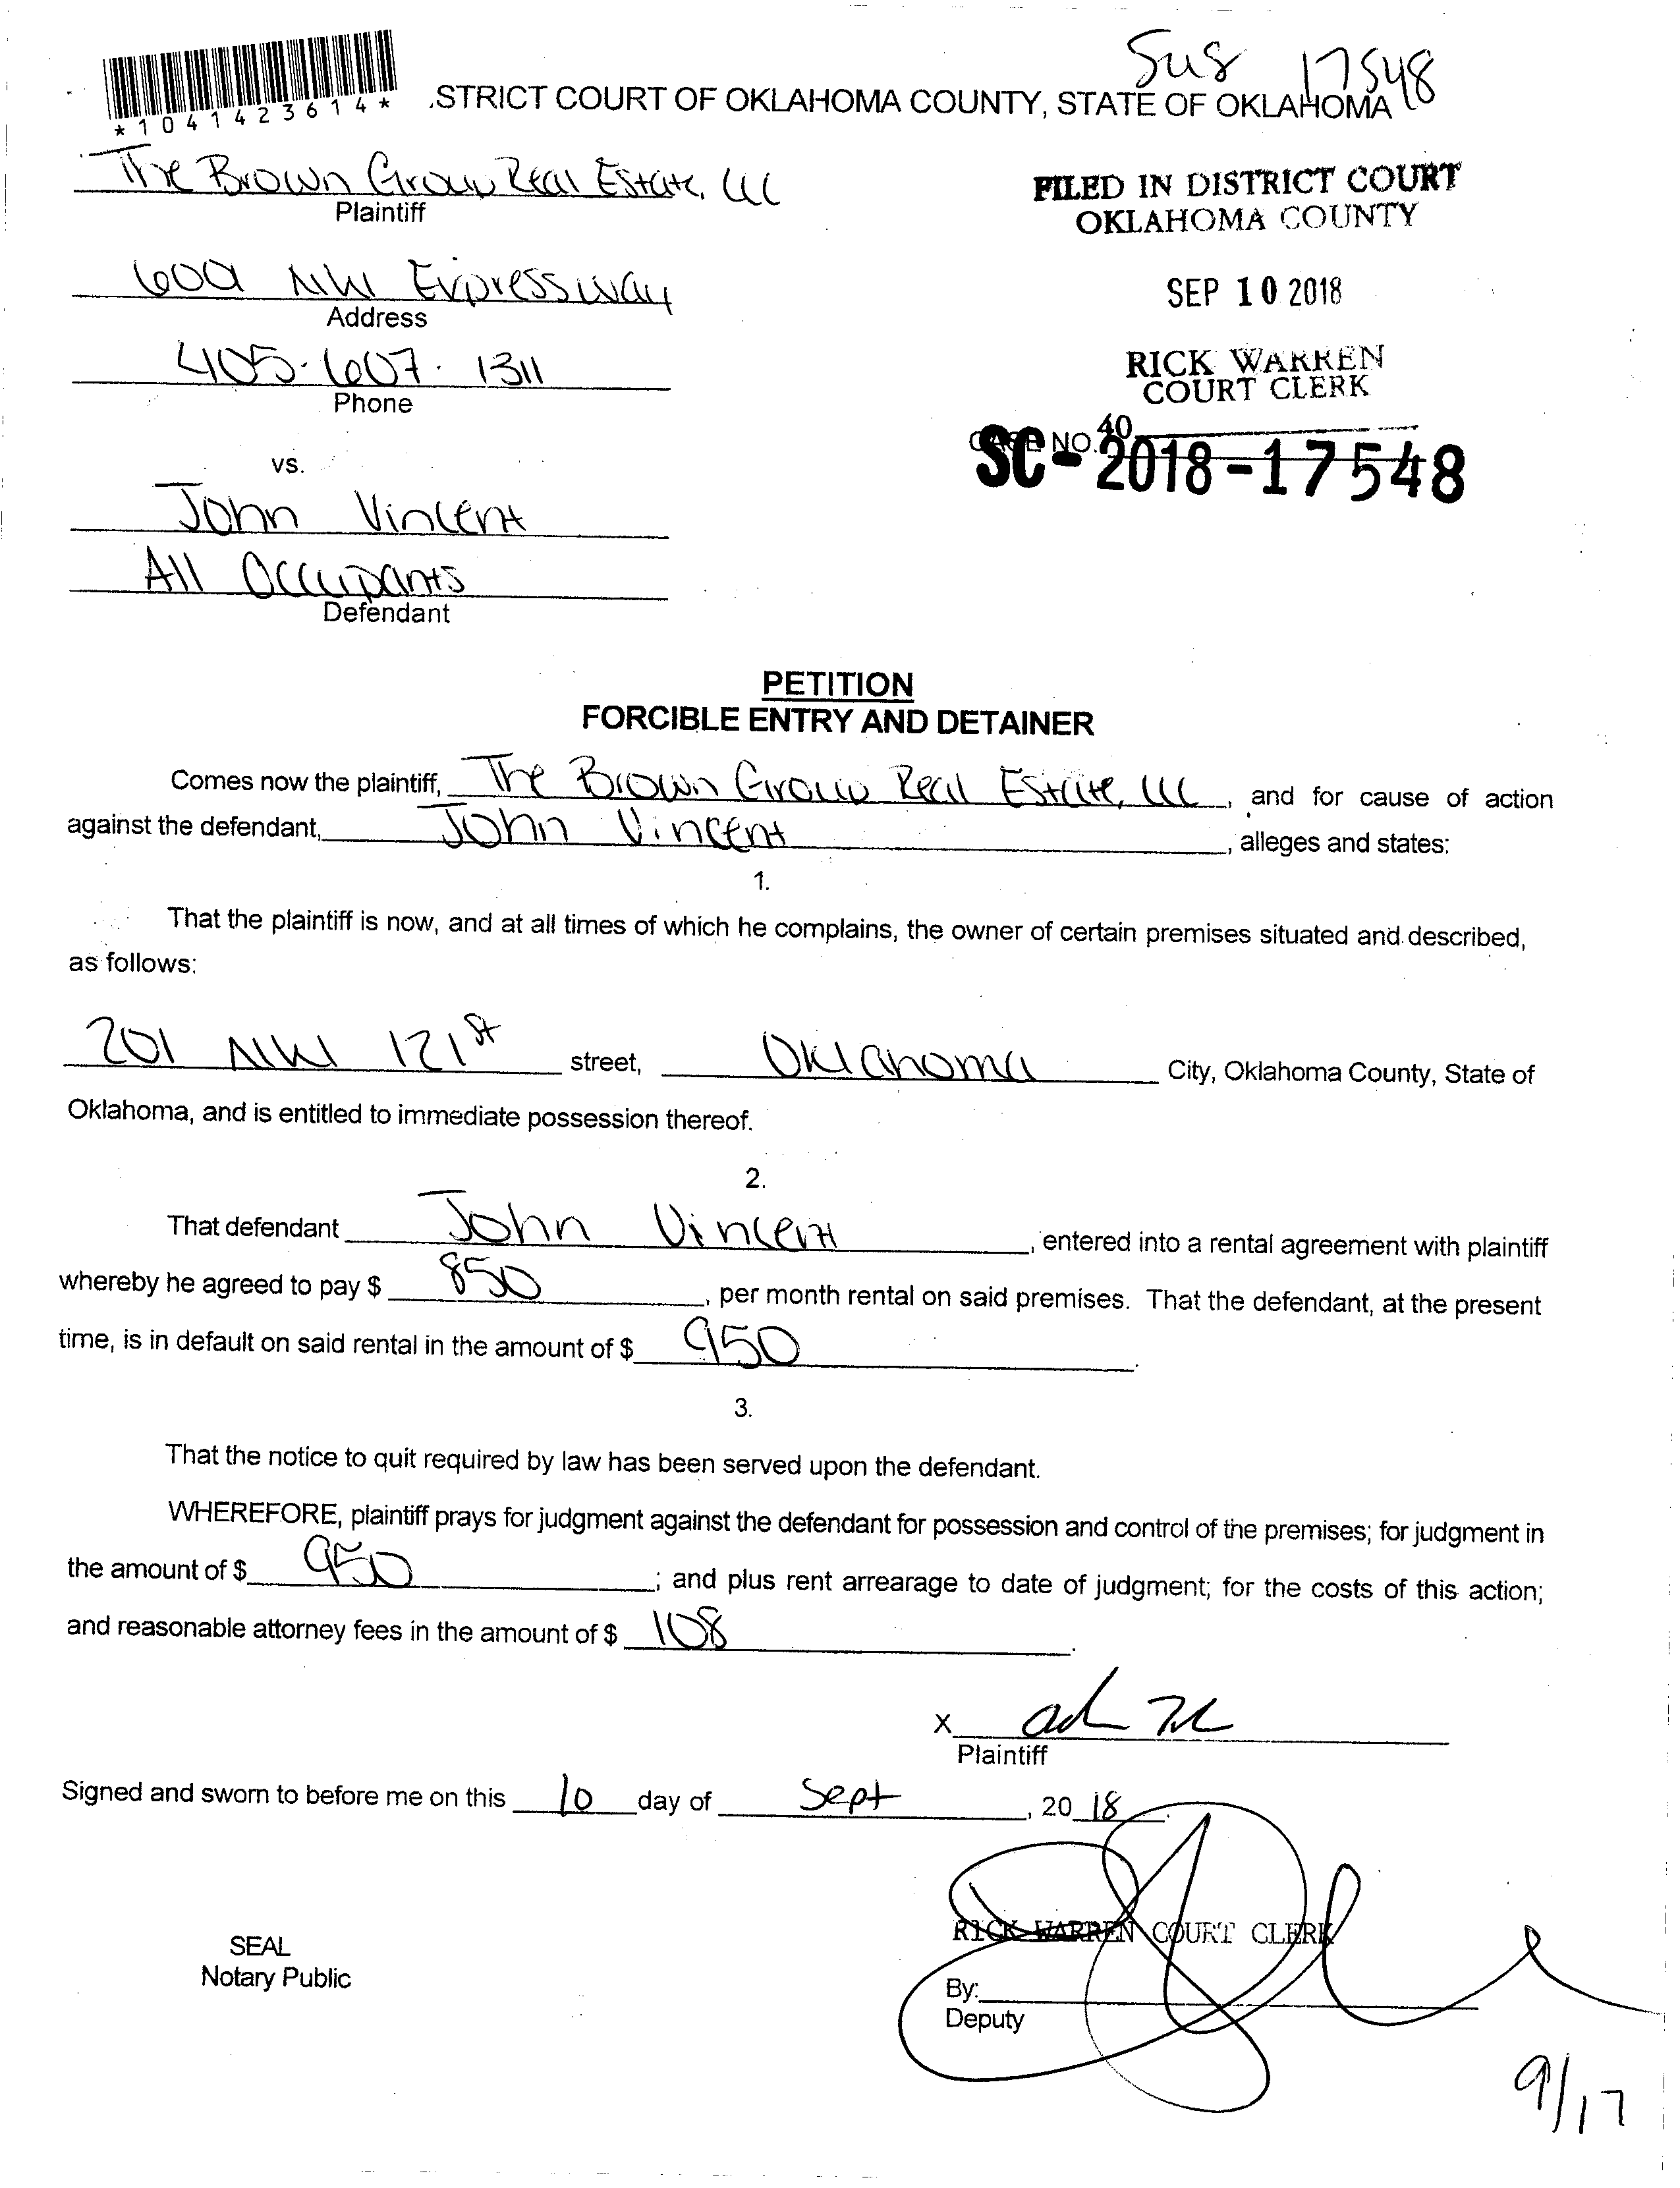 Sus 17548
*1041423614*
.STRICT COURT OF OKLAHOMA COUNTY, STATE OF OKLAHOMA
The Brown Group Real Estate, LLC
Plaintiff
FILED IN DISTRICT COURT
OKLAHOMA COUNTY
NW Expressway
Address
SEP 10 2018
405-607-1311
Phone
RICK WARREN
COURT CLERK
40
CASE NO.
SC-2018-17548
vs.
John Vincent
All Occupants
Defendant
PETITION
FORCIBLE ENTRY AND DETAINER
Comes now the plaintiff, The Brown Group Real Estate, LLC, and for cause of action
against the defendant, John Vincent, alleges and states:
1.
That the plaintiff is now, and at all times of which he complains, the owner of certain premises situated and described,
as follows:
201 NW 121st street, Oklahoma City, Oklahoma County, State of
Oklahoma, and is entitled to immediate possession thereof.
2.
That defendant John Vincent, entered into a rental agreement with plaintiff
whereby he agreed to pay $ 850, per month rental on said premises. That the defendant, at the present
time, is in default on said rental in the amount of $ 950.
3.
That the notice to quit required by law has been served upon the defendant.
WHEREFORE, plaintiff prays for judgment against the defendant for possession and control of the premises; for judgment in
the amount of $ 950; and plus rent arrearage to date of judgment; for the costs of this action;
and reasonable attorney fees in the amount of $ 108.
X
Plaintiff
Signed and sworn to before me on this 10 day of Sept, 2018.
RICK WARREN COURT CLERK
SEAL
Notary Public
By:
Deputy
9/17